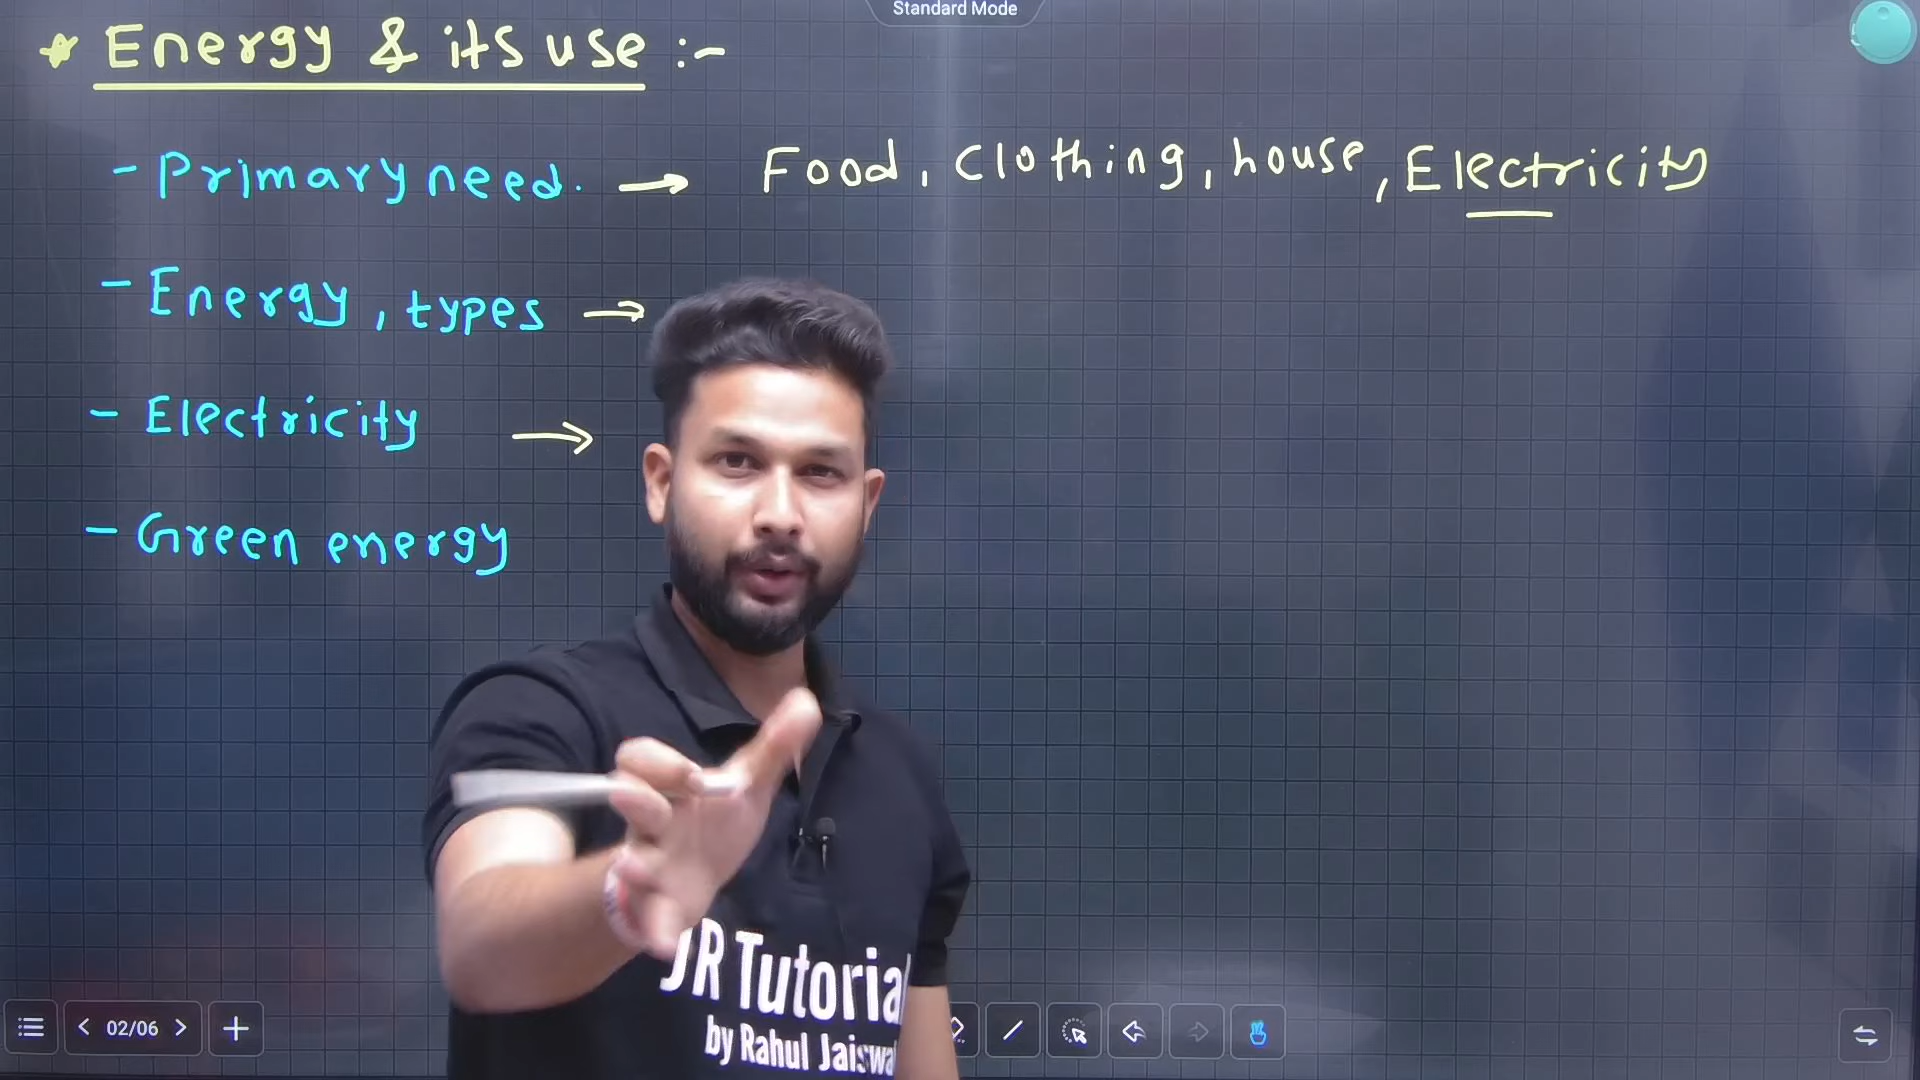 Standard Mode
* Energy & its use :-
- Primary need. → Food, Clothing, house, Electricity
- Energy, types →
- Electricity →
- Green energy
JR Tutorial
by Rahul Jaiswa
02/06